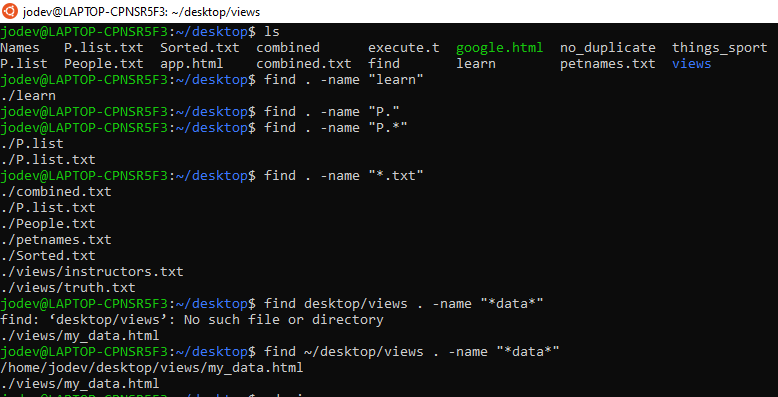 jodev@LAPTOP-CPNSR5F3: ~/desktop/views
jodev@LAPTOP-CPNSR5F3:~/desktop$ ls
Names   P.list.txt  Sorted.txt  combined      execute.t  google.html  no_duplicate  things_sport
P.list  People.txt  app.html    combined.txt  find       learn        petnames.txt  views
jodev@LAPTOP-CPNSR5F3:~/desktop$ find . -name "learn"
./learn
jodev@LAPTOP-CPNSR5F3:~/desktop$ find . -name "P."
jodev@LAPTOP-CPNSR5F3:~/desktop$ find . -name "P.*"
./P.list
./P.list.txt
jodev@LAPTOP-CPNSR5F3:~/desktop$ find . -name "*.txt"
./combined.txt
./P.list.txt
./People.txt
./petnames.txt
./Sorted.txt
./views/instructors.txt
./views/truth.txt
jodev@LAPTOP-CPNSR5F3:~/desktop$ find desktop/views . -name "*data*"
find: ‘desktop/views’: No such file or directory
./views/my_data.html
jodev@LAPTOP-CPNSR5F3:~/desktop$ find ~/desktop/views . -name "*data*"
/home/jodev/desktop/views/my_data.html
./views/my_data.html